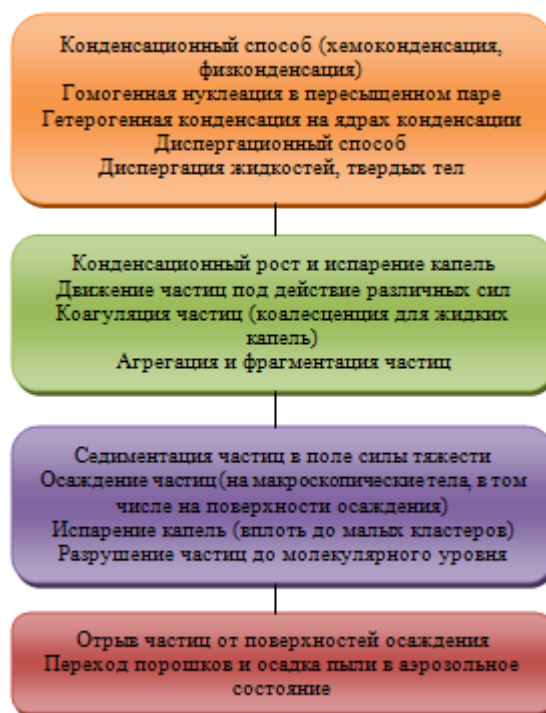 Конденсационный способ (хемоконденсация,
физконденсация)
Гомогенная нуклеация в пересыщенном паре
Гетерогенная конденсация на ядрах конденсации
Диспергационный способ
Диспергация жидкостей, твердых тел
Конденсационный рост и испарение капель
Движение частиц под действие различных сил
Коагуляция частиц (коалесценция для жидких
капель)
Агрегация и фрагментация частиц
Седиментация частиц в поле силы тяжести
Осаждение частиц (на макроскопические тела, в том
числе на поверхности осаждения)
Испарение капель (вплоть до малых кластеров)
Разрушение частиц до молекулярного уровня
Отрыв частиц от поверхностей осаждения
Переход порошков и осадка пыли в аэрозольное
состояние